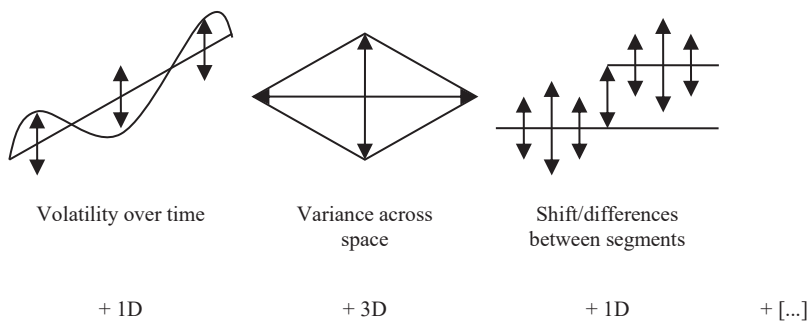 Volatility over time
Variance across
space
Shift/differences
between segments
+ 1D
+ 3D
+ 1D
+ [...]